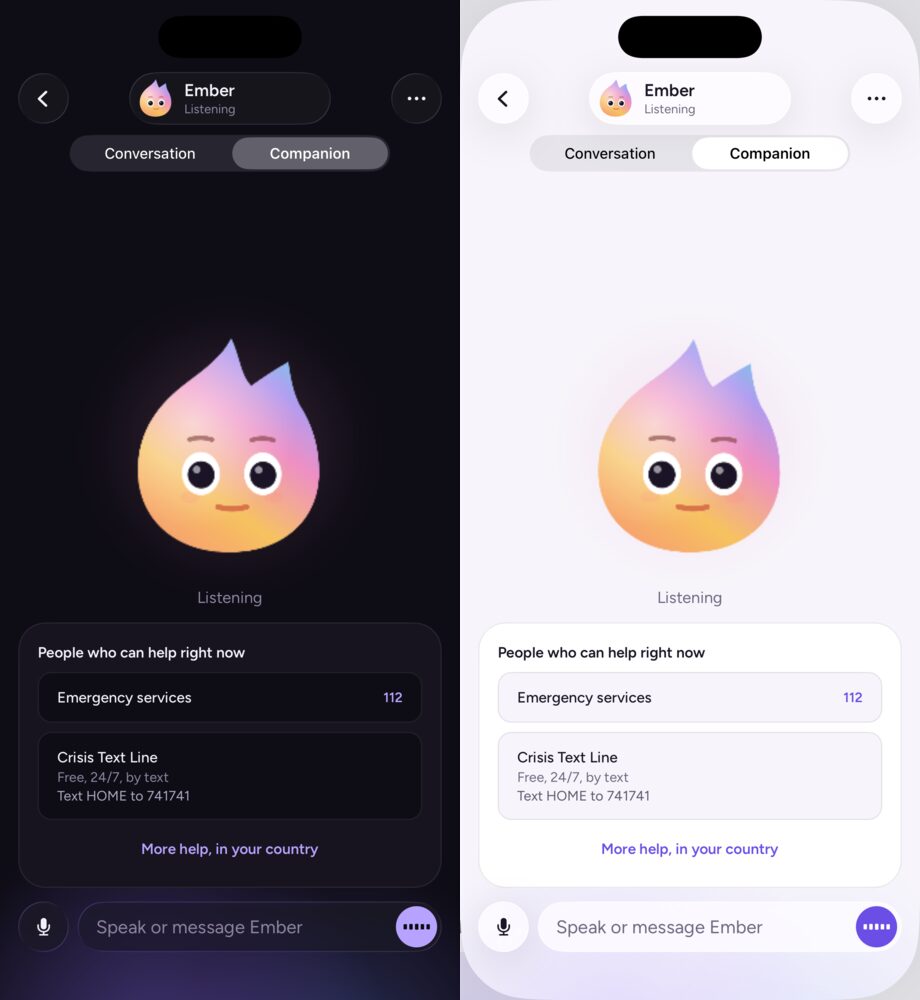 Ember
Listening
Conversation
Companion
Listening
People who can help right now
Emergency services
112
Crisis Text Line
Free, 24/7, by text
Text HOME to 741741
More help, in your country
Speak or message Ember
Ember
Listening
Conversation
Companion
Listening
People who can help right now
Emergency services
112
Crisis Text Line
Free, 24/7, by text
Text HOME to 741741
More help, in your country
Speak or message Ember